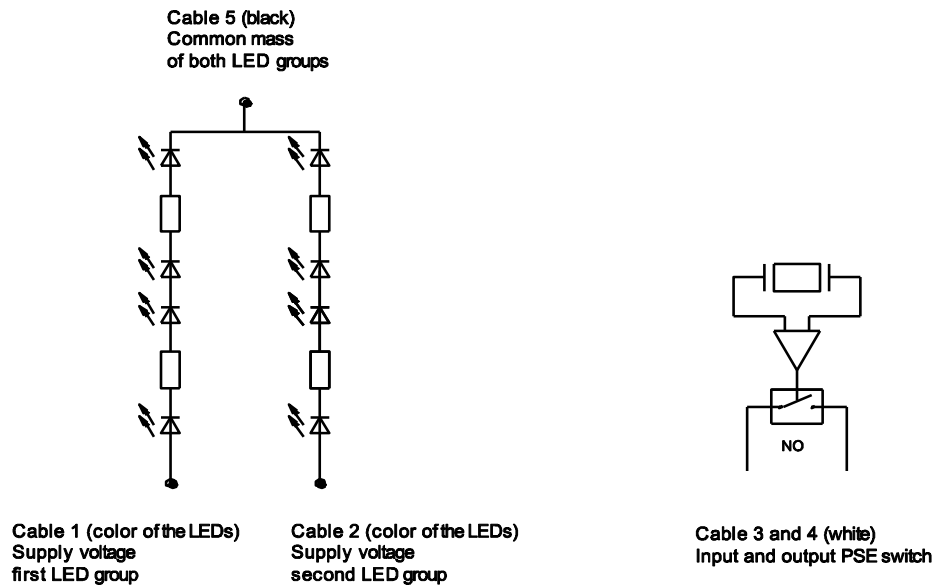 Cable 5 (black)
Common mass
of both LED groups
NO
Cable 1 (color of the LEDs)
Supply voltage
first LED group
Cable 2 (color of the LEDs)
Supply voltage
second LED group
Cable 3 and 4 (white)
Input and output PSE switch